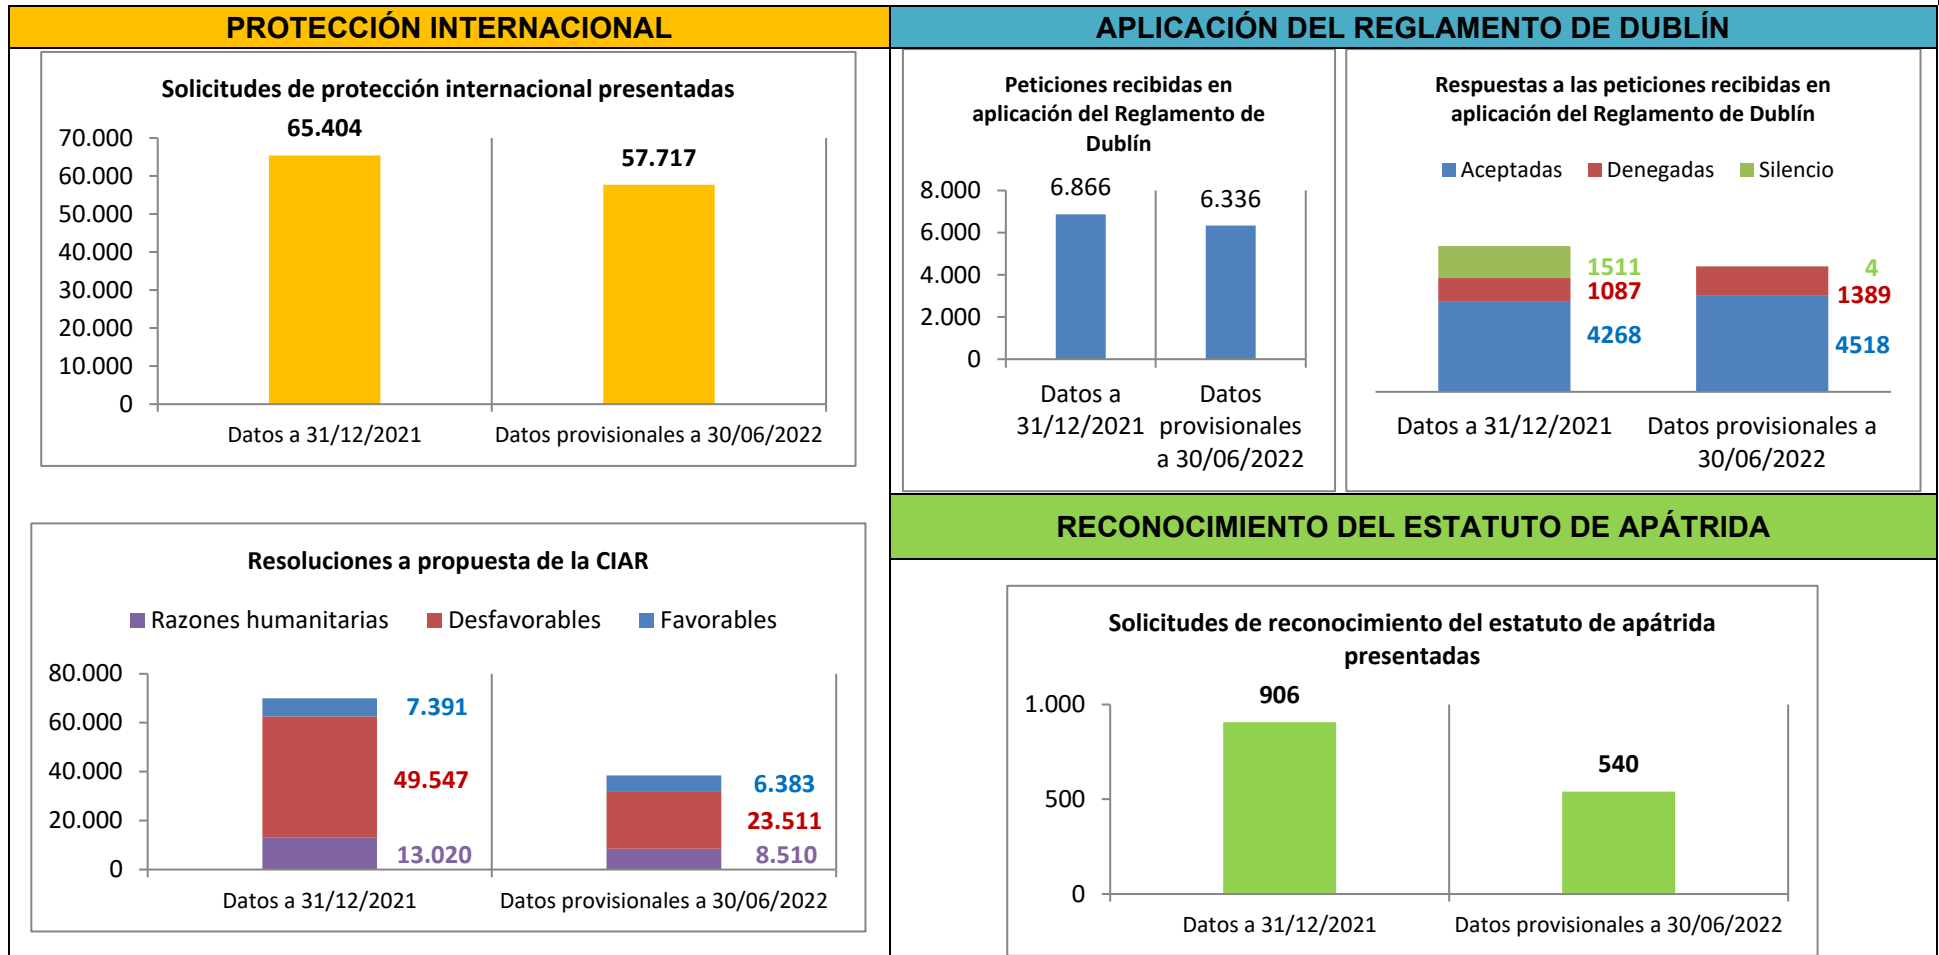 PROTECCIÓN INTERNACIONAL
Solicitudes de protección internacional presentadas
70.000
60.000
50.000
40.000
30.000
20.000
10.000
0
65.404
57.717
Datos a 31/12/2021
Datos provisionales a 30/06/2022
Resoluciones a propuesta de la CIAR
Razones humanitarias
Desfavorables
Favorables
80.000
60.000
40.000
20.000
0
7.391
49.547
13.020
6.383
23.511
8.510
Datos a 31/12/2021
Datos provisionales a 30/06/2022
APLICACIÓN DEL REGLAMENTO DE DUBLÍN
Peticiones recibidas en
aplicación del Reglamento de
Dublín
8.000
6.000
4.000
2.000
0
6.866
6.336
Datos a
31/12/2021
Datos
provisionales
a 30/06/2022
Respuestas a las peticiones recibidas en
aplicación del Reglamento de Dublín
Aceptadas
Denegadas
Silencio
1511
1087
4268
4
1389
4518
Datos a 31/12/2021
Datos provisionales a
30/06/2022
RECONOCIMIENTO DEL ESTATUTO DE APÁTRIDA
Solicitudes de reconocimiento del estatuto de apátrida
presentadas
1.000
500
0
906
540
Datos a 31/12/2021
Datos provisionales a 30/06/2022